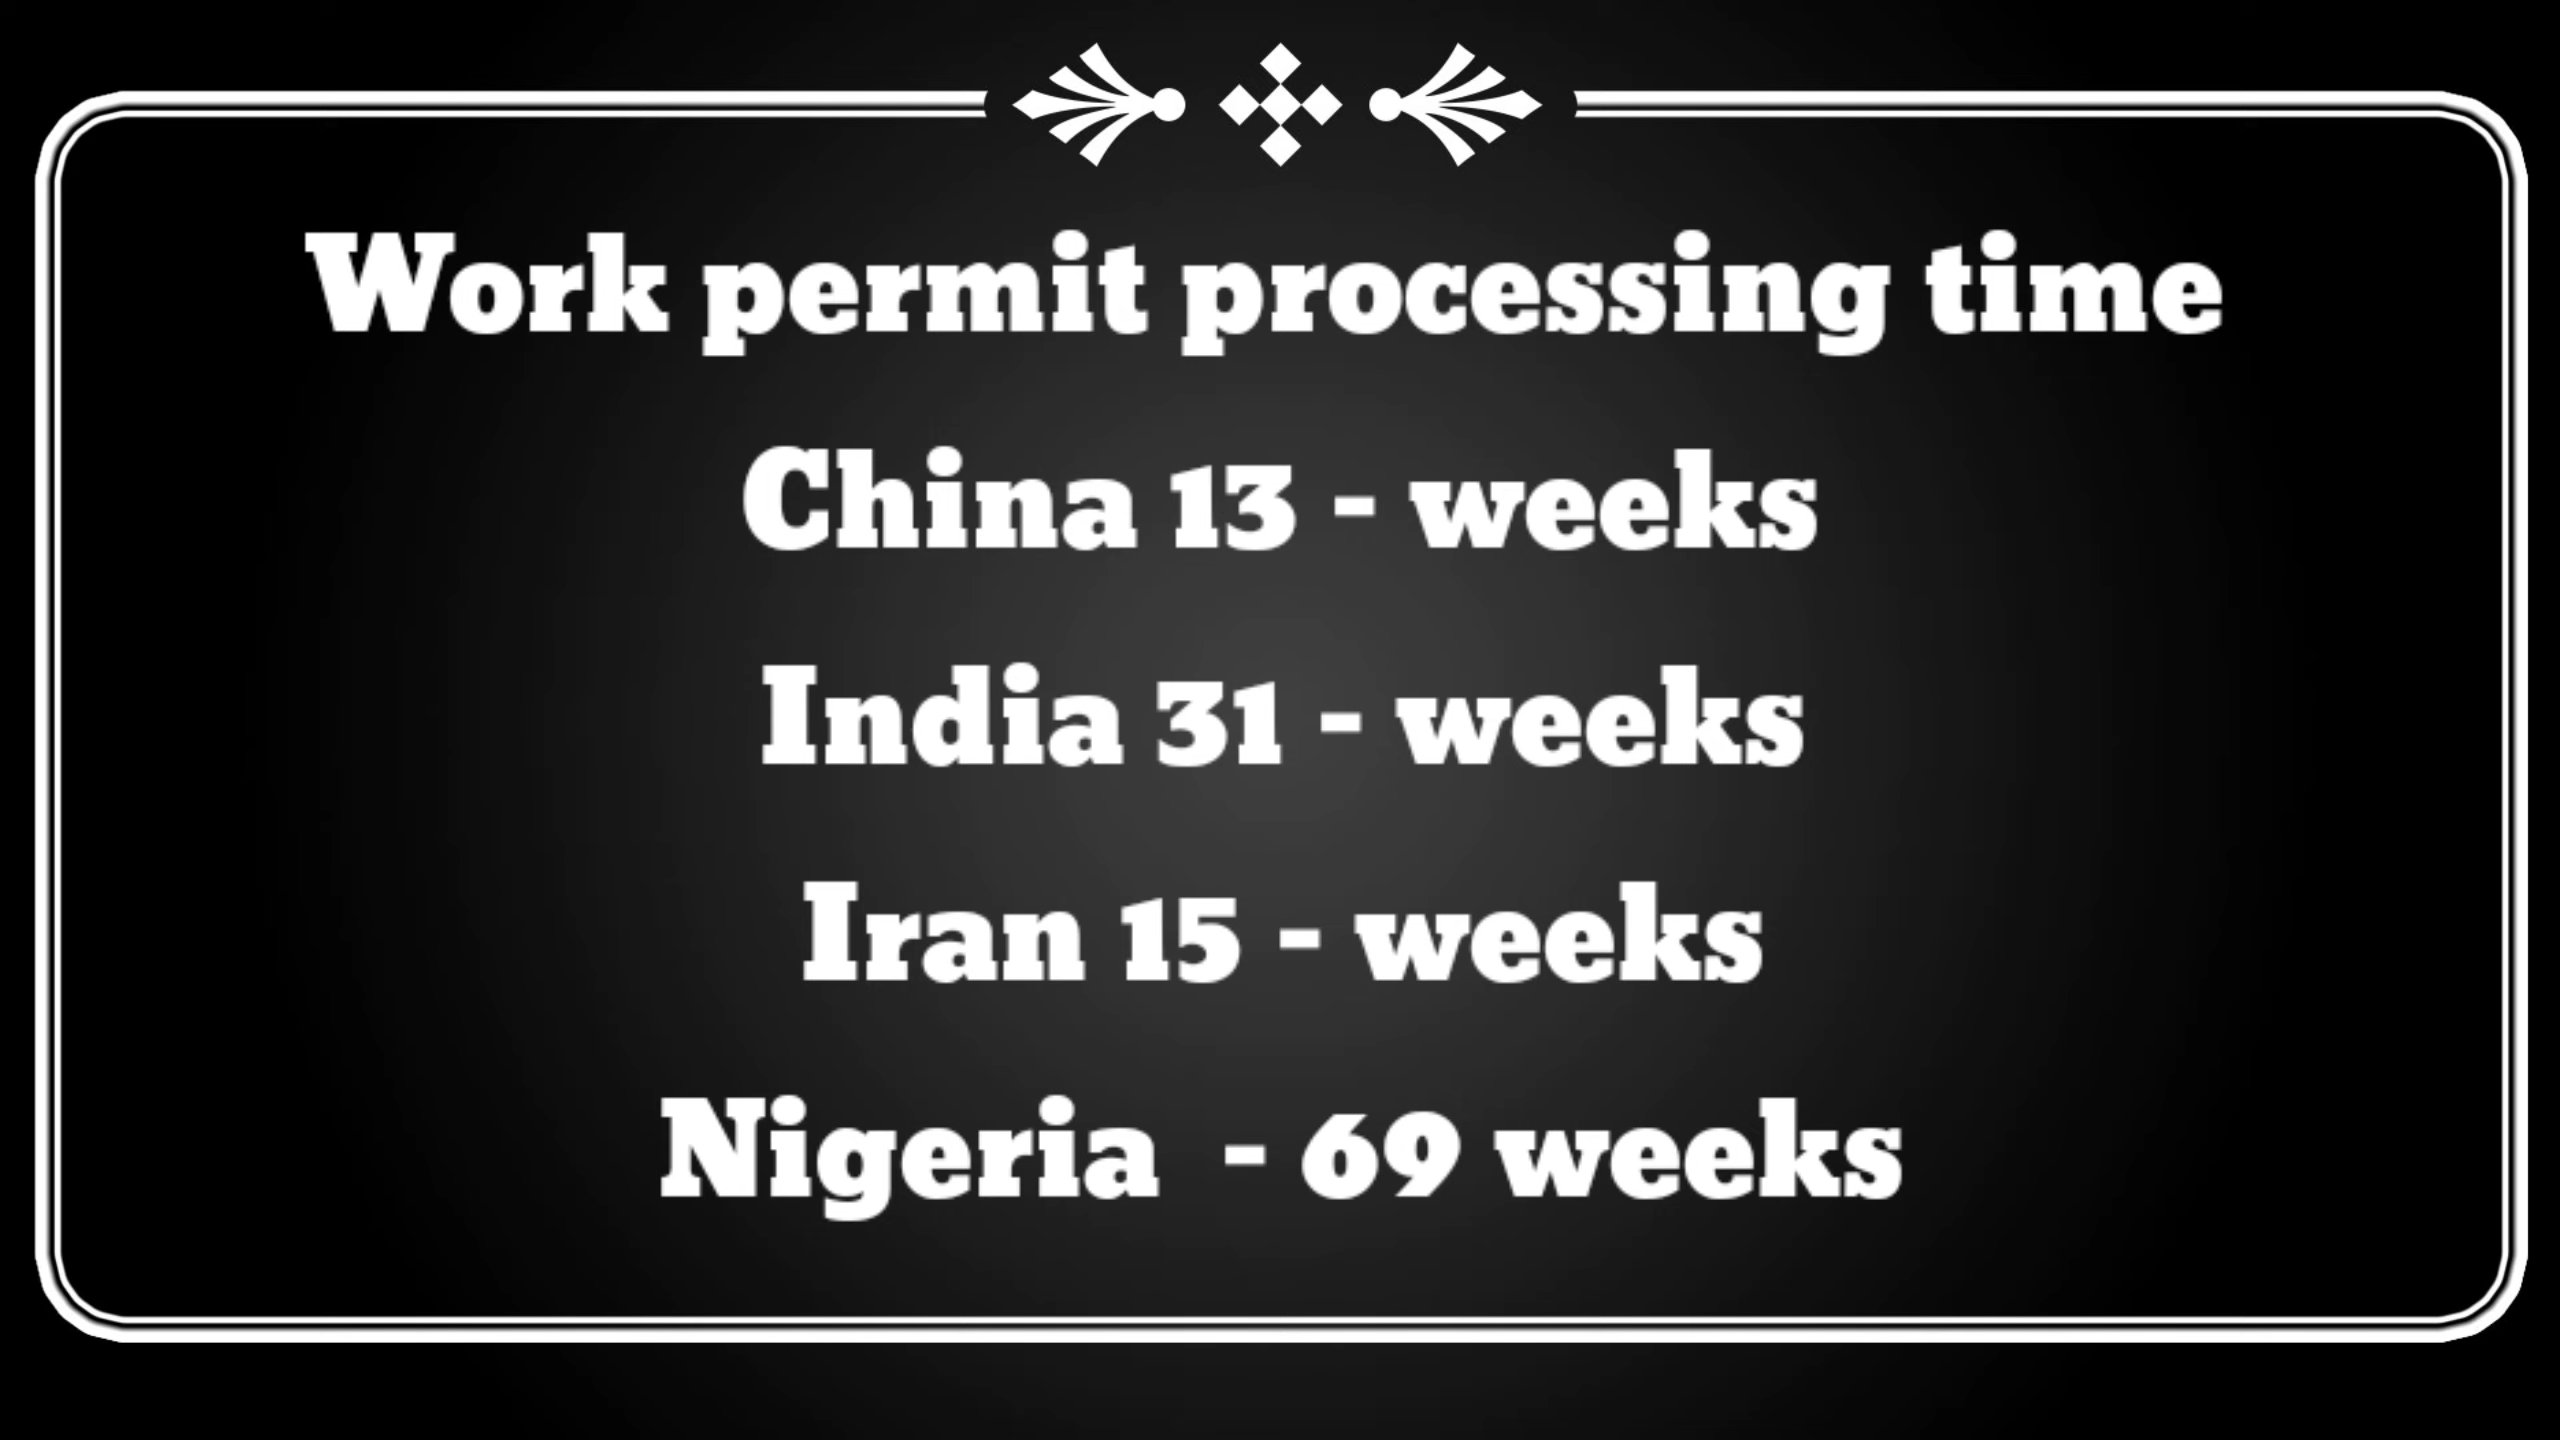 Work permit processing time
China 13 - weeks
India 31 - weeks
Iran 15 - weeks
Nigeria - 69 weeks